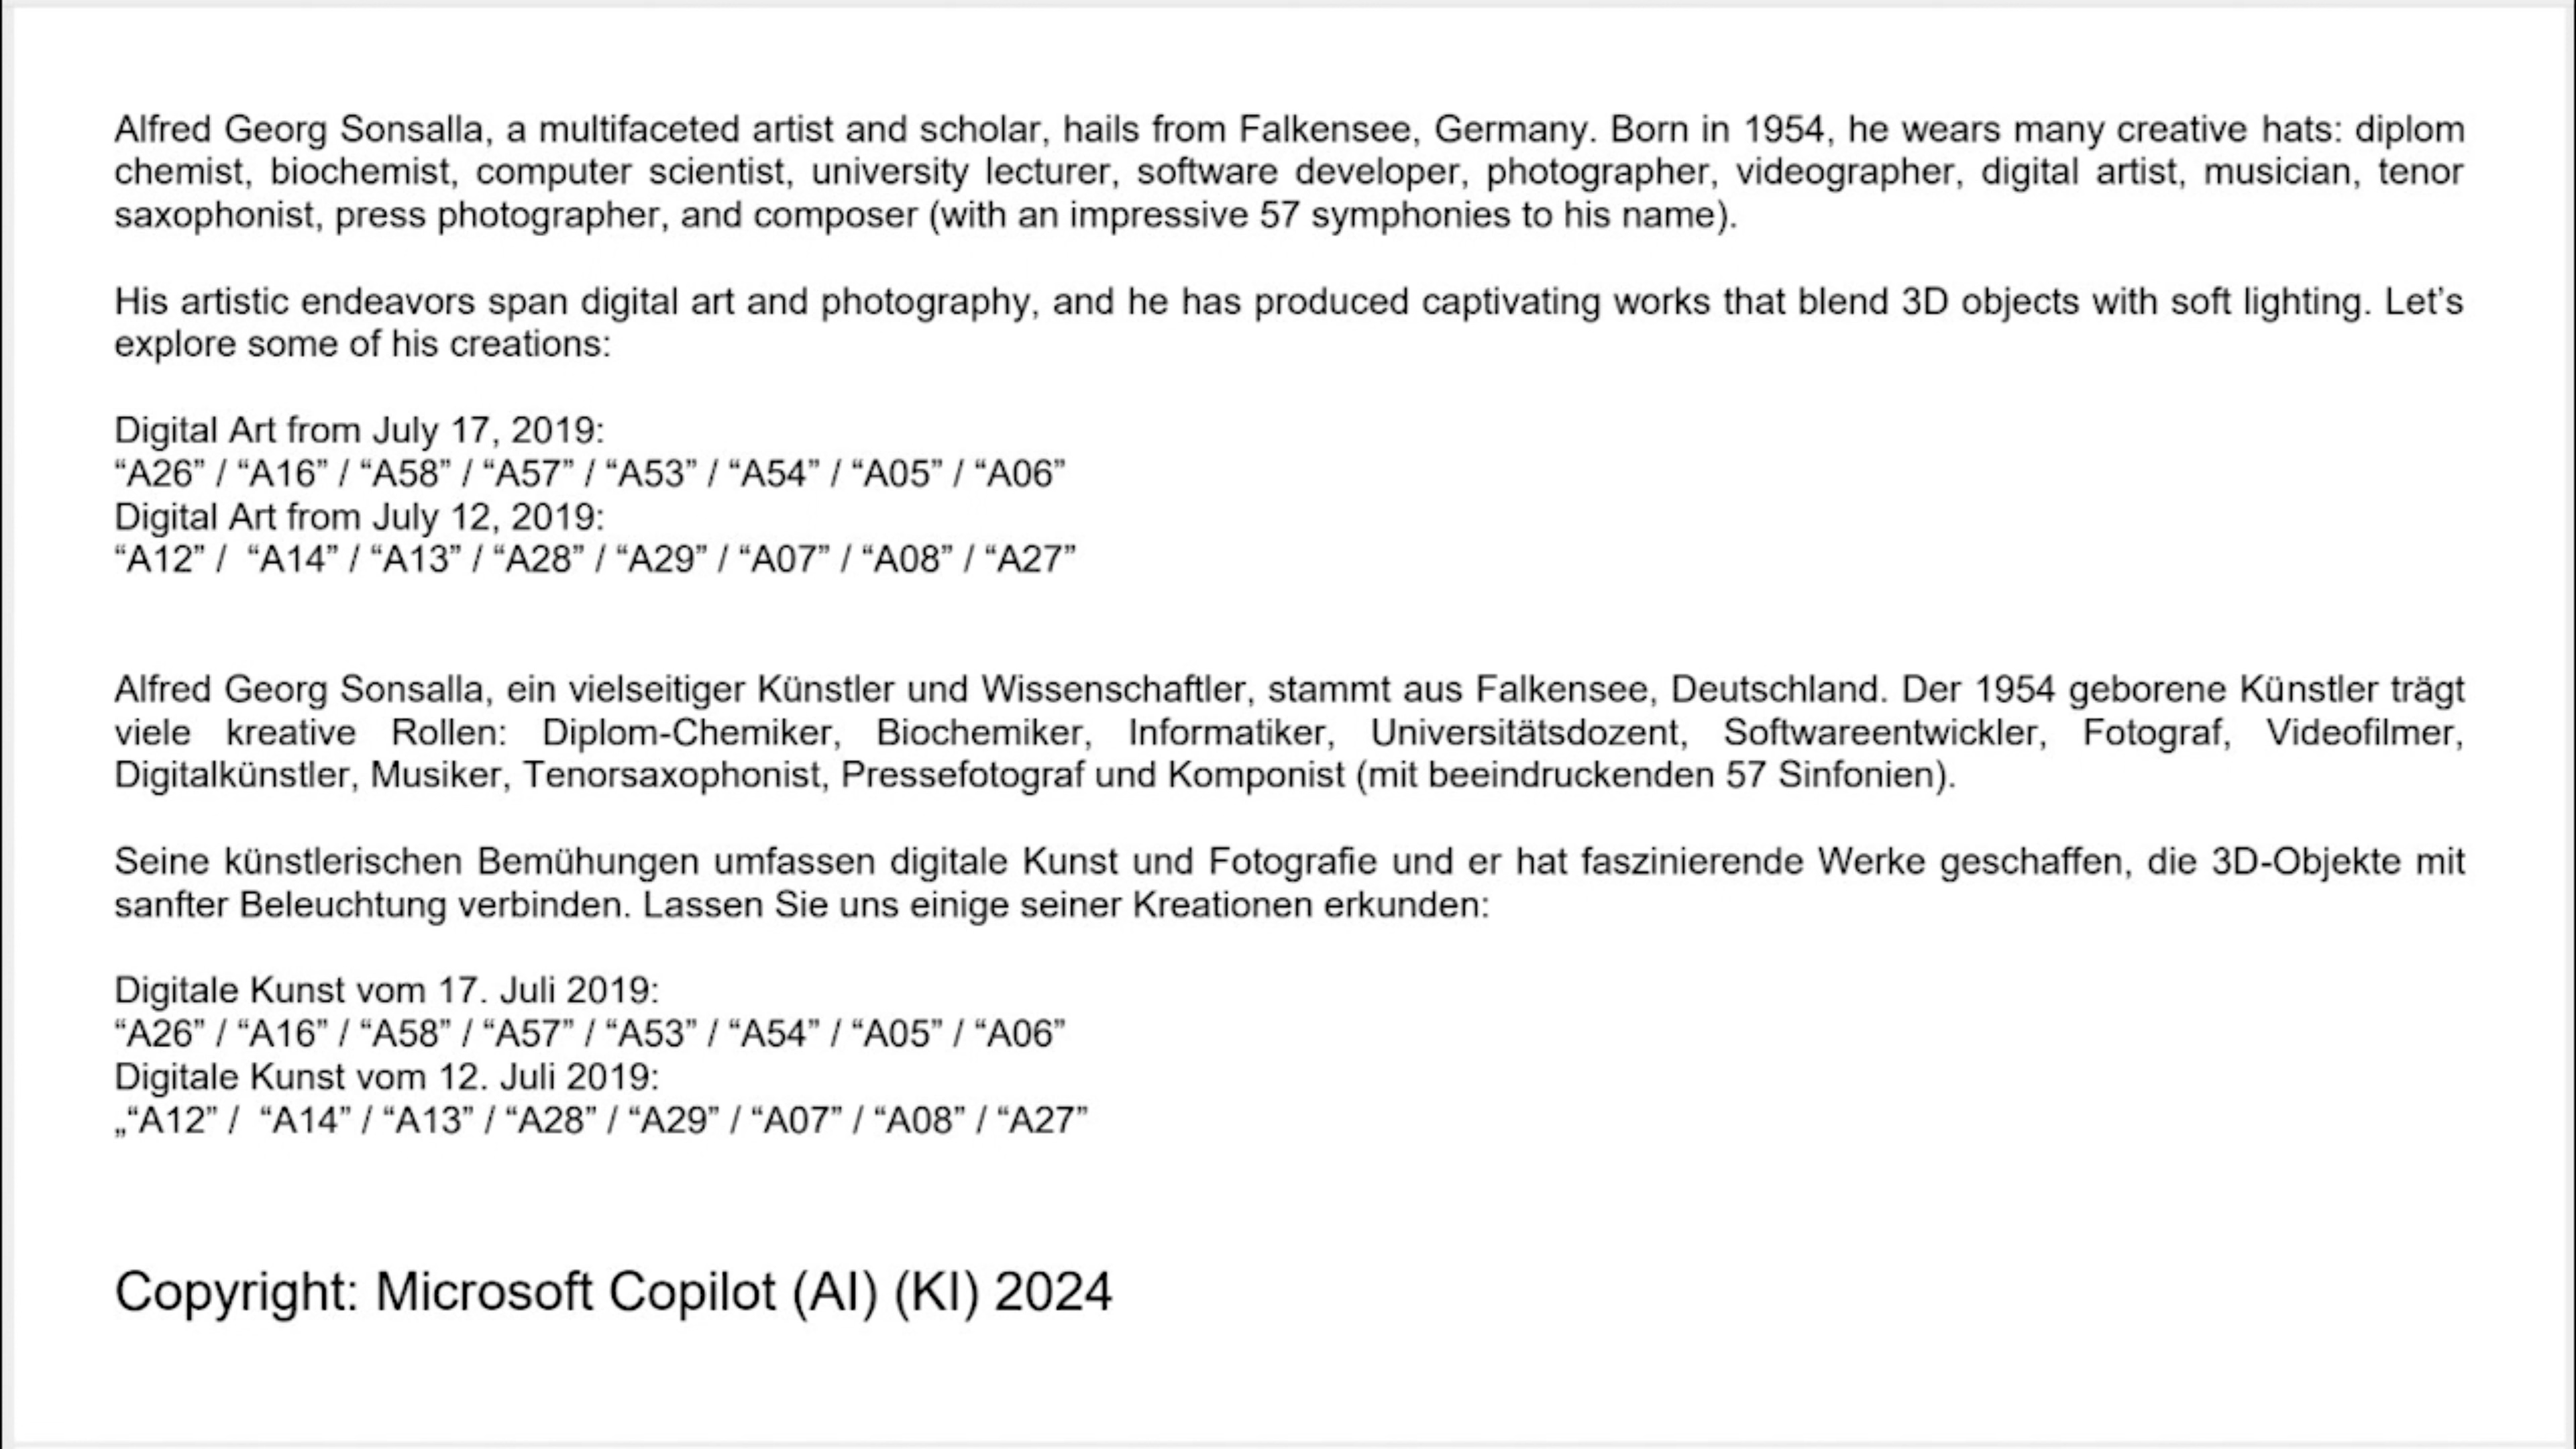 Alfred Georg Sonsalla, a multifaceted artist and scholar, hails from Falkensee, Germany. Born in 1954, he wears many creative hats: diplom
chemist, biochemist, computer scientist, university lecturer, software developer, photographer, videographer, digital artist, musician, tenor
saxophonist, press photographer, and composer (with an impressive 57 symphonies to his name).
His artistic endeavors span digital art and photography, and he has produced captivating works that blend 3D objects with soft lighting. Let’s
explore some of his creations:
Digital Art from July 17, 2019:
“A26” / “A16” / “A58” / “A57” / “A53” / “A54” / “A05” / “A06”
Digital Art from July 12, 2019:
“A12” /  “A14” / “A13” / “A28” / “A29” / “A07” / “A08” / “A27”
Alfred Georg Sonsalla, ein vielseitiger Künstler und Wissenschaftler, stammt aus Falkensee, Deutschland. Der 1954 geborene Künstler trägt
viele kreative Rollen: Diplom-Chemiker, Biochemiker, Informatiker, Universitätsdozent, Softwareentwickler, Fotograf, Videofilmer,
Digitalkünstler, Musiker, Tenorsaxophonist, Pressefotograf und Komponist (mit beeindruckenden 57 Sinfonien).
Seine künstlerischen Bemühungen umfassen digitale Kunst und Fotografie und er hat faszinierende Werke geschaffen, die 3D-Objekte mit
sanfter Beleuchtung verbinden. Lassen Sie uns einige seiner Kreationen erkunden:
Digitale Kunst vom 17. Juli 2019:
“A26” / “A16” / “A58” / “A57” / “A53” / “A54” / “A05” / “A06”
Digitale Kunst vom 12. Juli 2019:
„“A12” /  “A14” / “A13” / “A28” / “A29” / “A07” / “A08” / “A27”
Copyright: Microsoft Copilot (AI) (KI) 2024